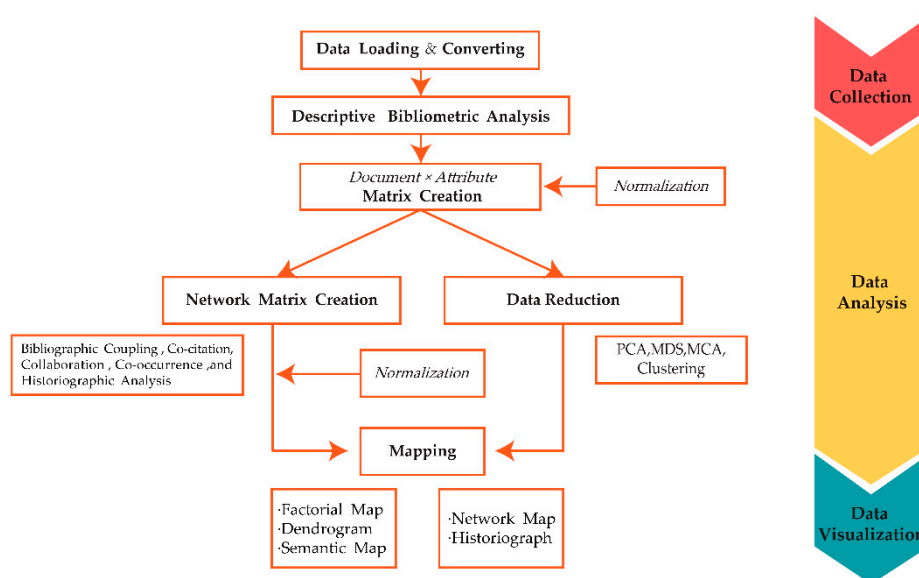 Data Loading & Converting
Descriptive Bibliometric Analysis
Document × Attribute
Matrix Creation
Normalization
Network Matrix Creation
Data Reduction
Bibliographic Coupling , Co-citation,
Collaboration , Co-occurrence ,and
Historiographic Analysis
Normalization
PCA,MDS,MCA,
Clustering
Mapping
·Factorial Map
·Dendrogram
·Semantic Map
·Network Map
·Historiograph
Data
Collection
Data
Analysis
Data
Visualization